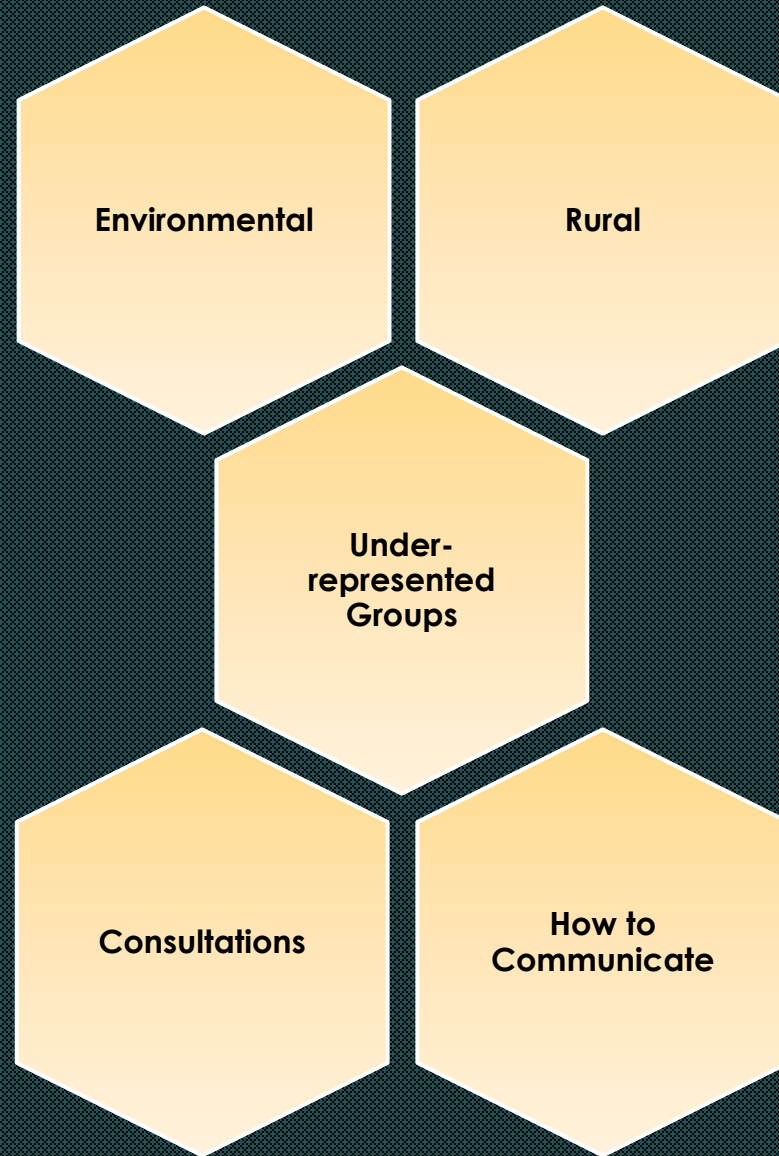 Environmental
Rural
Under-
represented
Groups
Consultations
How to
Communicate